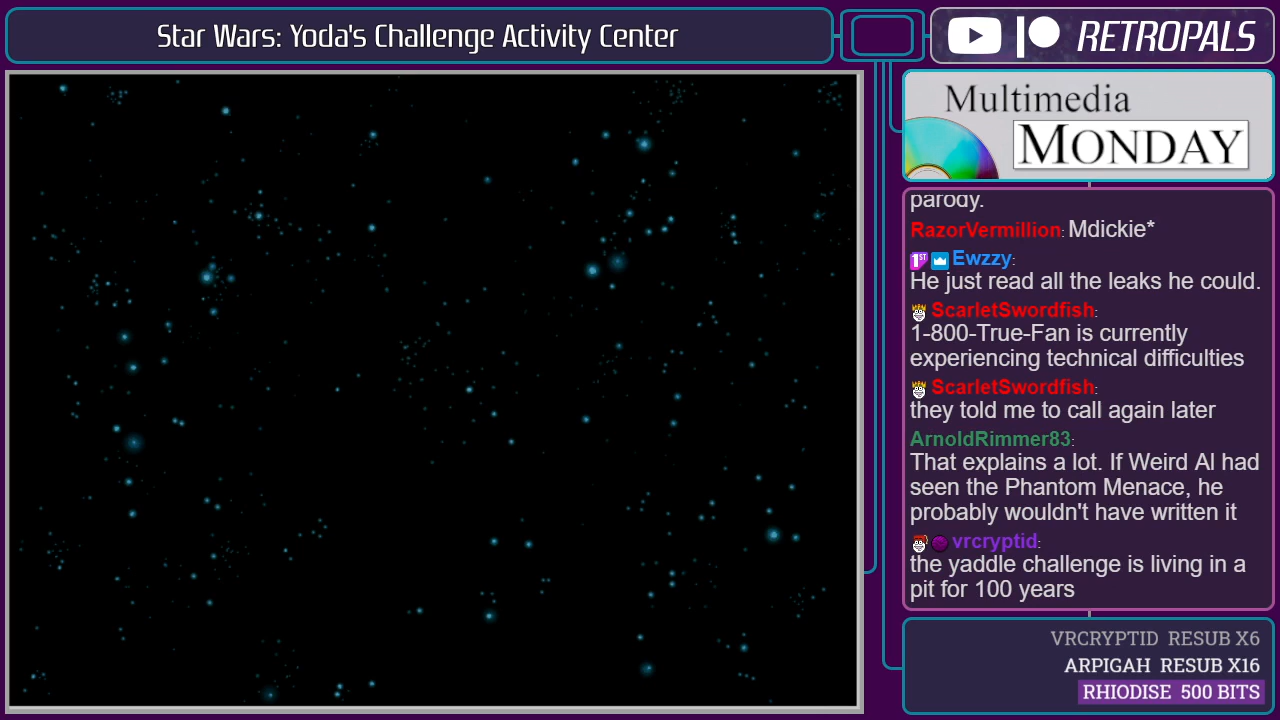 Star Wars: Yoda's Challenge Activity Center
RETROPALS
Multimedia
MONDAY
parody.
RazorVermillion: Mdickie*
1ST Ewzzy:
He just read all the leaks he could.
ScarletSwordfish:
1-800-True-Fan is currently
experiencing technical difficulties
ScarletSwordfish:
they told me to call again later
ArnoldRimmer83:
That explains a lot. If Weird Al had
seen the Phantom Menace, he
probably wouldn't have written it
vrcryptid:
the yaddle challenge is living in a
pit for 100 years
VRCRYPTID RESUB X6
ARPIGAH RESUB X16
RHIODISE 500 BITS